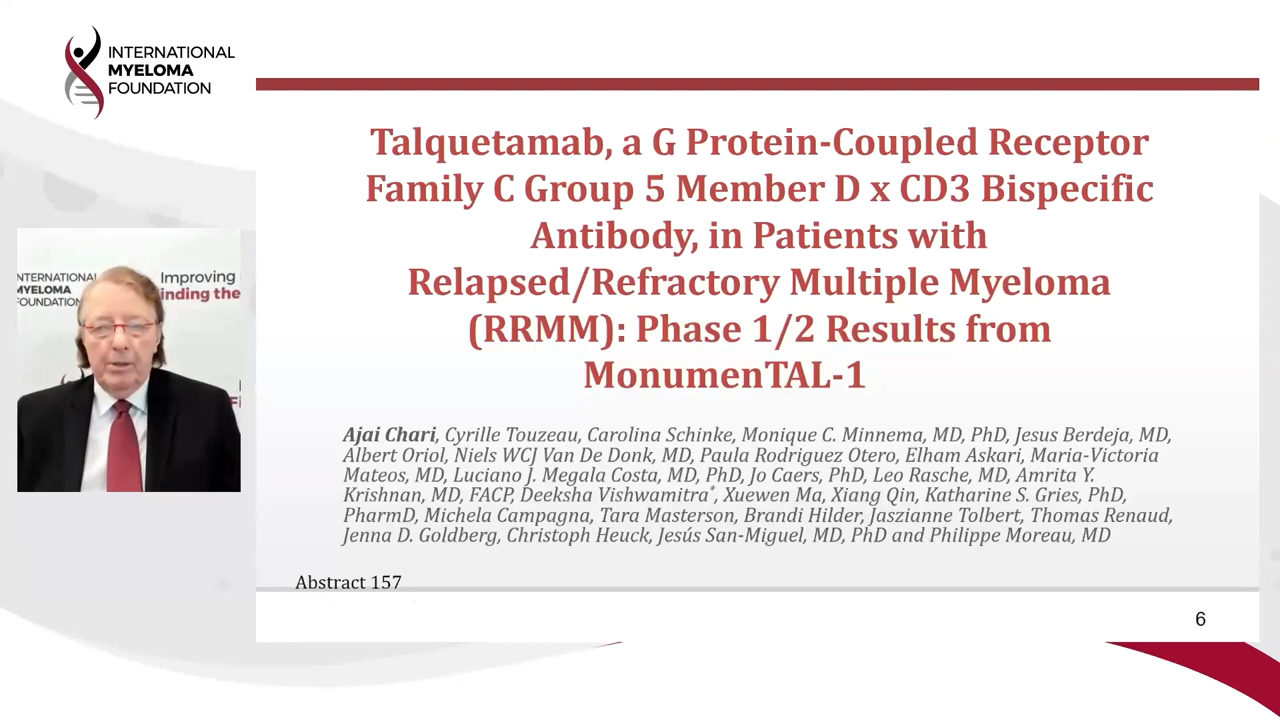 INTERNATIONAL
MYELOMA
FOUNDATION
Talquetamab, a G Protein-Coupled Receptor
Family C Group 5 Member D x CD3 Bispecific
Antibody, in Patients with
Relapsed/Refractory Multiple Myeloma
(RRMM): Phase 1/2 Results from
MonumenTAL-1
Ajai Chari, Cyrille Touzeau, Carolina Schinke, Monique C. Minnema, MD, PhD, Jesus Berdeja, MD,
Albert Oriol, Niels WCJ Van De Donk, MD, Paula Rodriguez Otero, Elham Askari, Maria-Victoria
Mateos, MD, Luciano J. Megala Costa, MD, PhD, Jo Caers, PhD, Leo Rasche, MD, Amrita Y.
Krishnan, MD, FACP, Deeksha Vishwamitra*, Xuewen Ma, Xiang Qin, Katharine S. Gries, PhD,
PharmD, Michela Campagna, Tara Masterson, Brandi Hilder, Jaszianne Tolbert, Thomas Renaud,
Jenna D. Goldberg, Christoph Heuck, Jesús San-Miguel, MD, PhD and Philippe Moreau, MD
Abstract 157
6
INTERNATIONAL
MYELOMA
FOUNDATION
Improving
inding the